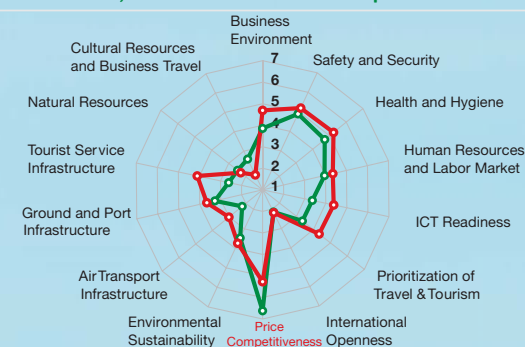 Business
Environment
Safety and Security
Health and Hygiene
Human Resources
and Labor Market
ICT Readiness
Prioritization of
Travel & Tourism
International
Openness
Price
Competitiveness
Environmental
Sustainability
Air Transport
Infrastructure
Ground and Port
Infrastructure
Tourist Service
Infrastructure
Natural Resources
Cultural Resources
and Business Travel
7
6
5
4
3
2
1